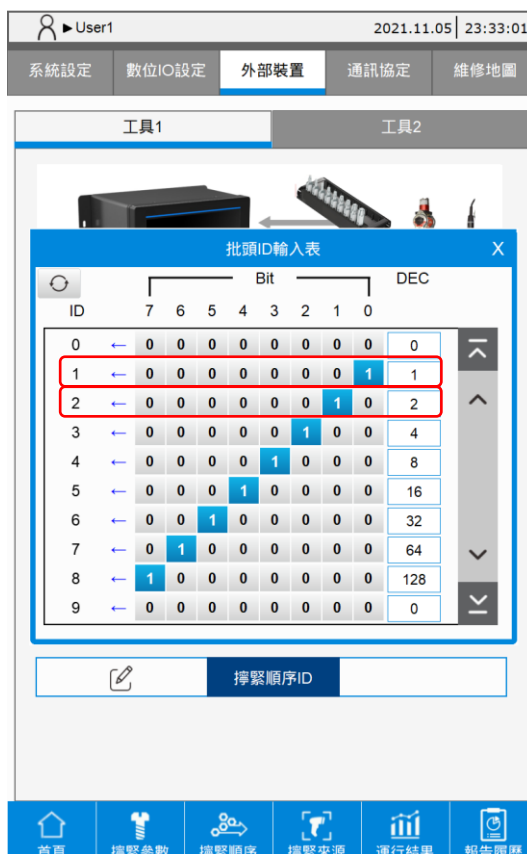 ►User1 2021.11.05 23:33:01
系統設定 數位IO設定 外部裝置 通訊協定 維修地圖
工具1 工具2
批頭ID輸入表 X
Bit DEC
ID 7 6 5 4 3 2 1 0
0 ← 0 0 0 0 0 0 0 0 0
1 ← 0 0 0 0 0 0 0 1 1
2 ← 0 0 0 0 0 0 1 0 2
3 ← 0 0 0 0 0 1 0 0 4
4 ← 0 0 0 0 1 0 0 0 8
5 ← 0 0 0 1 0 0 0 0 16
6 ← 0 0 1 0 0 0 0 0 32
7 ← 0 1 0 0 0 0 0 0 64
8 ← 1 0 0 0 0 0 0 0 128
9 ← 0 0 0 0 0 0 0 0 0
擰緊順序ID
首頁 擰緊參數 擰緊順序 擰緊來源 運行結果 報告履歷